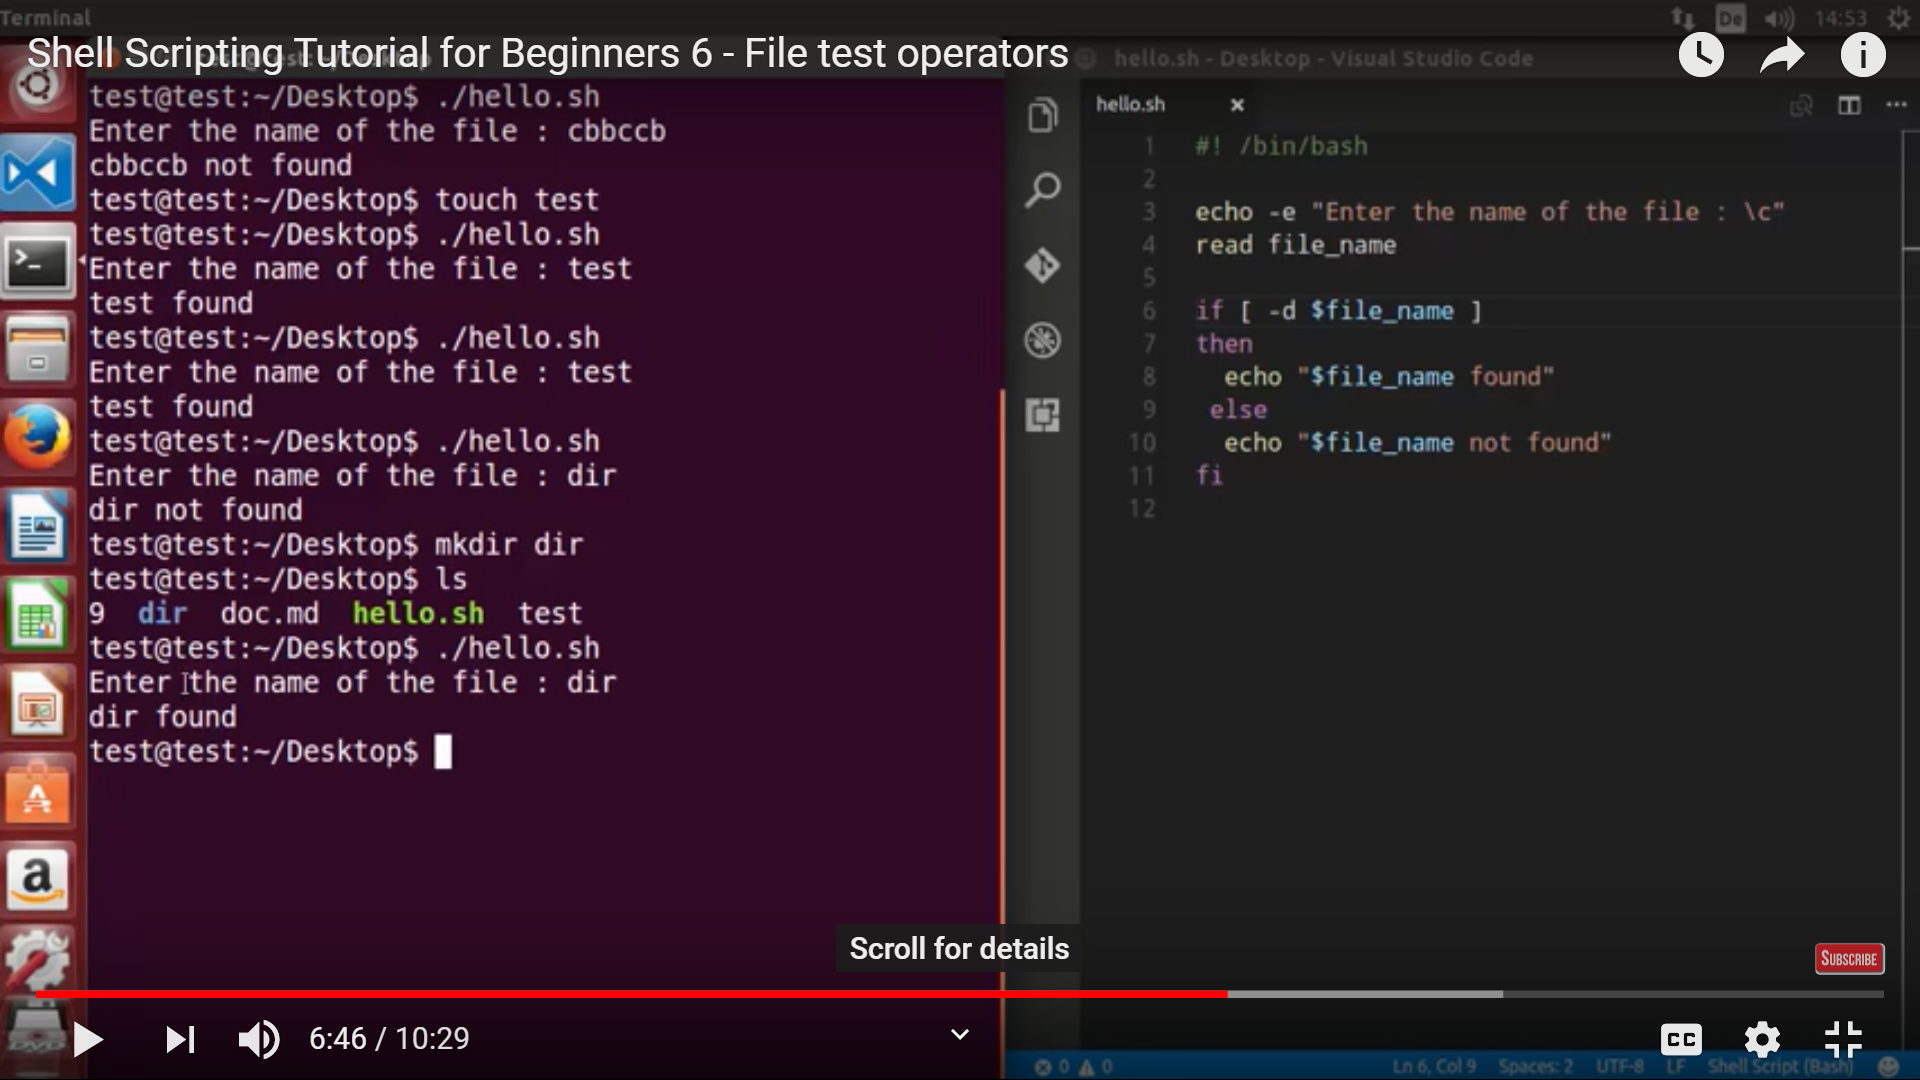 Terminal
De
14:53
Shell Scripting Tutorial for Beginners 6 - File test operators
hello.sh - Desktop - Visual Studio Code
test@test:~/Desktop$ ./hello.sh
Enter the name of the file : cbbccb
cbbccb not found
test@test:~/Desktop$ touch test
test@test:~/Desktop$ ./hello.sh
Enter the name of the file : test
test found
test@test:~/Desktop$ ./hello.sh
Enter the name of the file : test
test found
test@test:~/Desktop$ ./hello.sh
Enter the name of the file : dir
dir not found
test@test:~/Desktop$ mkdir dir
test@test:~/Desktop$ ls
9 dir doc.md hello.sh test
test@test:~/Desktop$ ./hello.sh
Enter the name of the file : dir
dir found
test@test:~/Desktop$
hello.sh
1 #! /bin/bash
2
3 echo -e "Enter the name of the file : \c"
4 read file_name
5
6 if [ -d $file_name ]
7 then
8 echo "$file_name found"
9 else
10 echo "$file_name not found"
11 fi
12
Scroll for details
SUBSCRIBE
6:46 / 10:29
CC
0 0
Ln 6, Col 9 Spaces: 2 UTF-8 LF Shell Script (Bash)
a
DVD